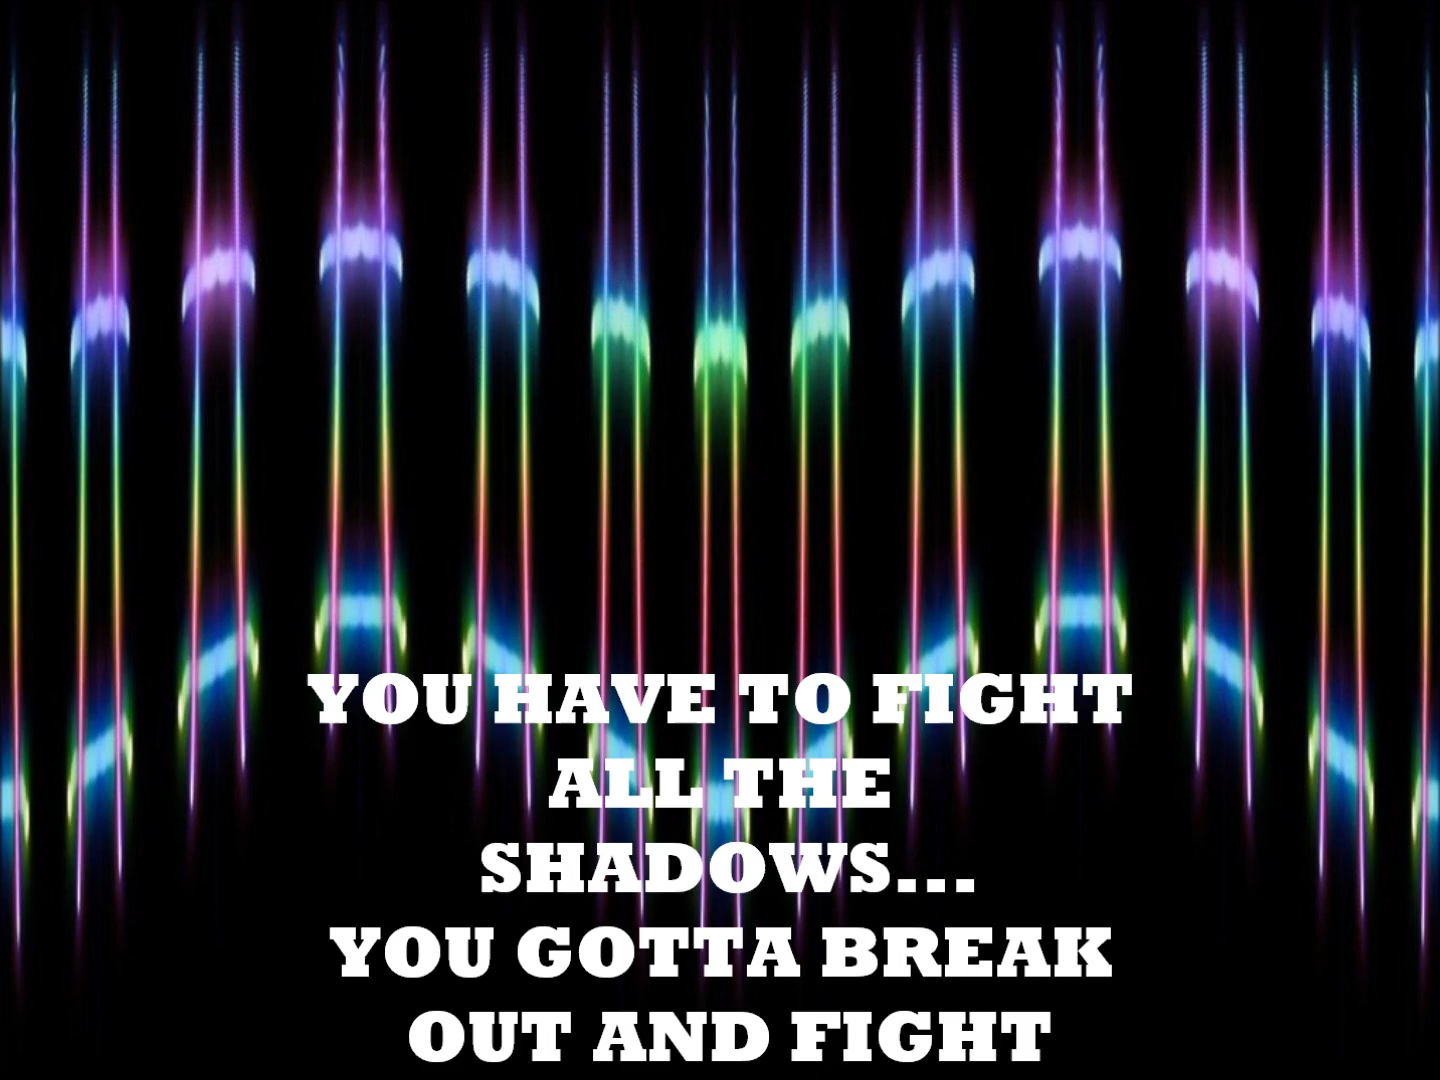 YOU HAVE TO FIGHT
ALL THE
SHADOWS...
YOU GOTTA BREAK
OUT AND FIGHT